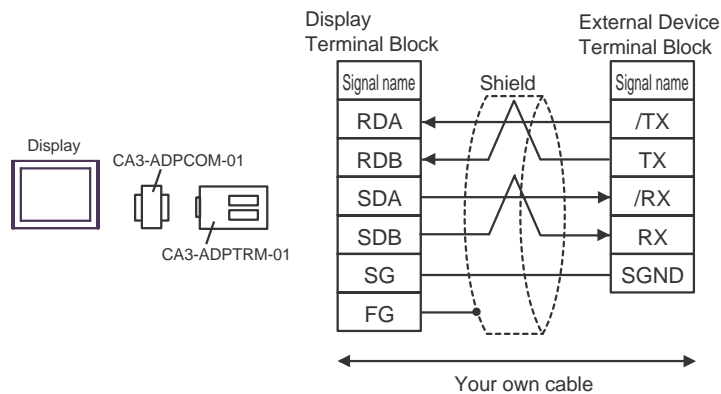 Display
Terminal Block
External Device
Terminal Block
Signal name
Shield
Signal name
RDA
/TX
RDB
TX
SDA
/RX
SDB
RX
SG
SGND
FG
Display
CA3-ADPCOM-01
CA3-ADPTRM-01
Your own cable